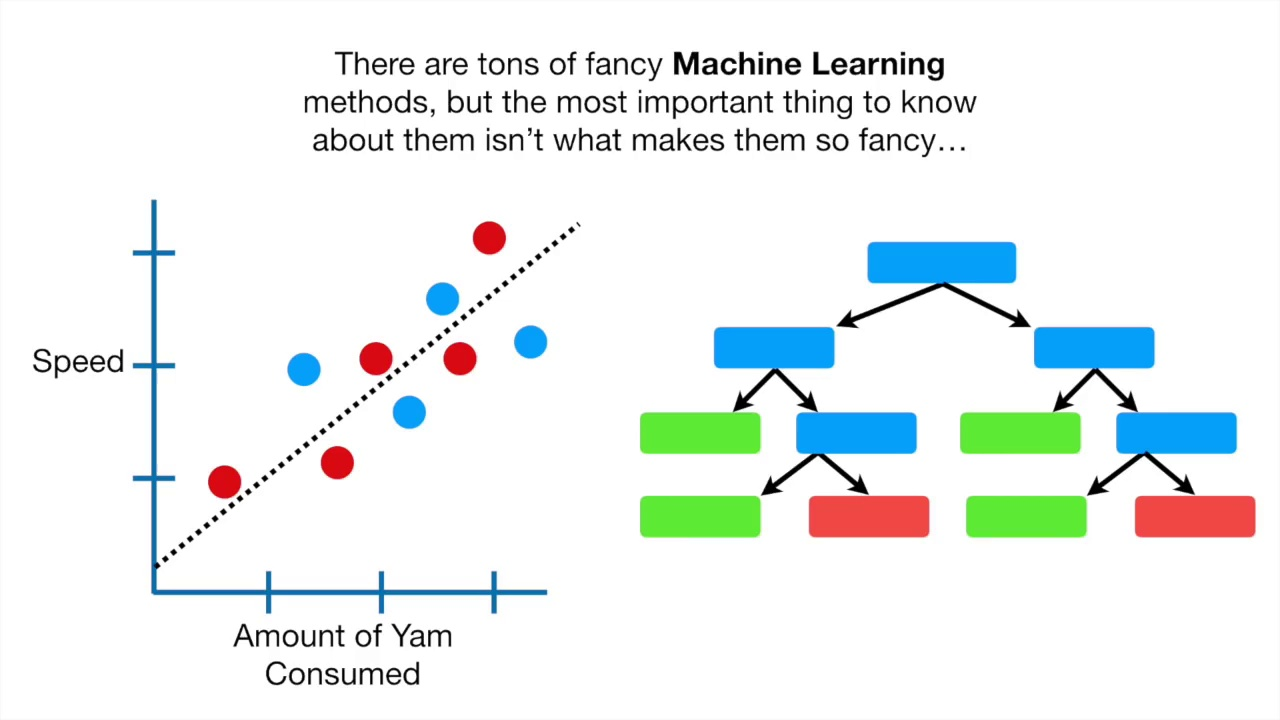 There are tons of fancy Machine Learning
methods, but the most important thing to know
about them isn’t what makes them so fancy…
Speed
Amount of Yam
Consumed